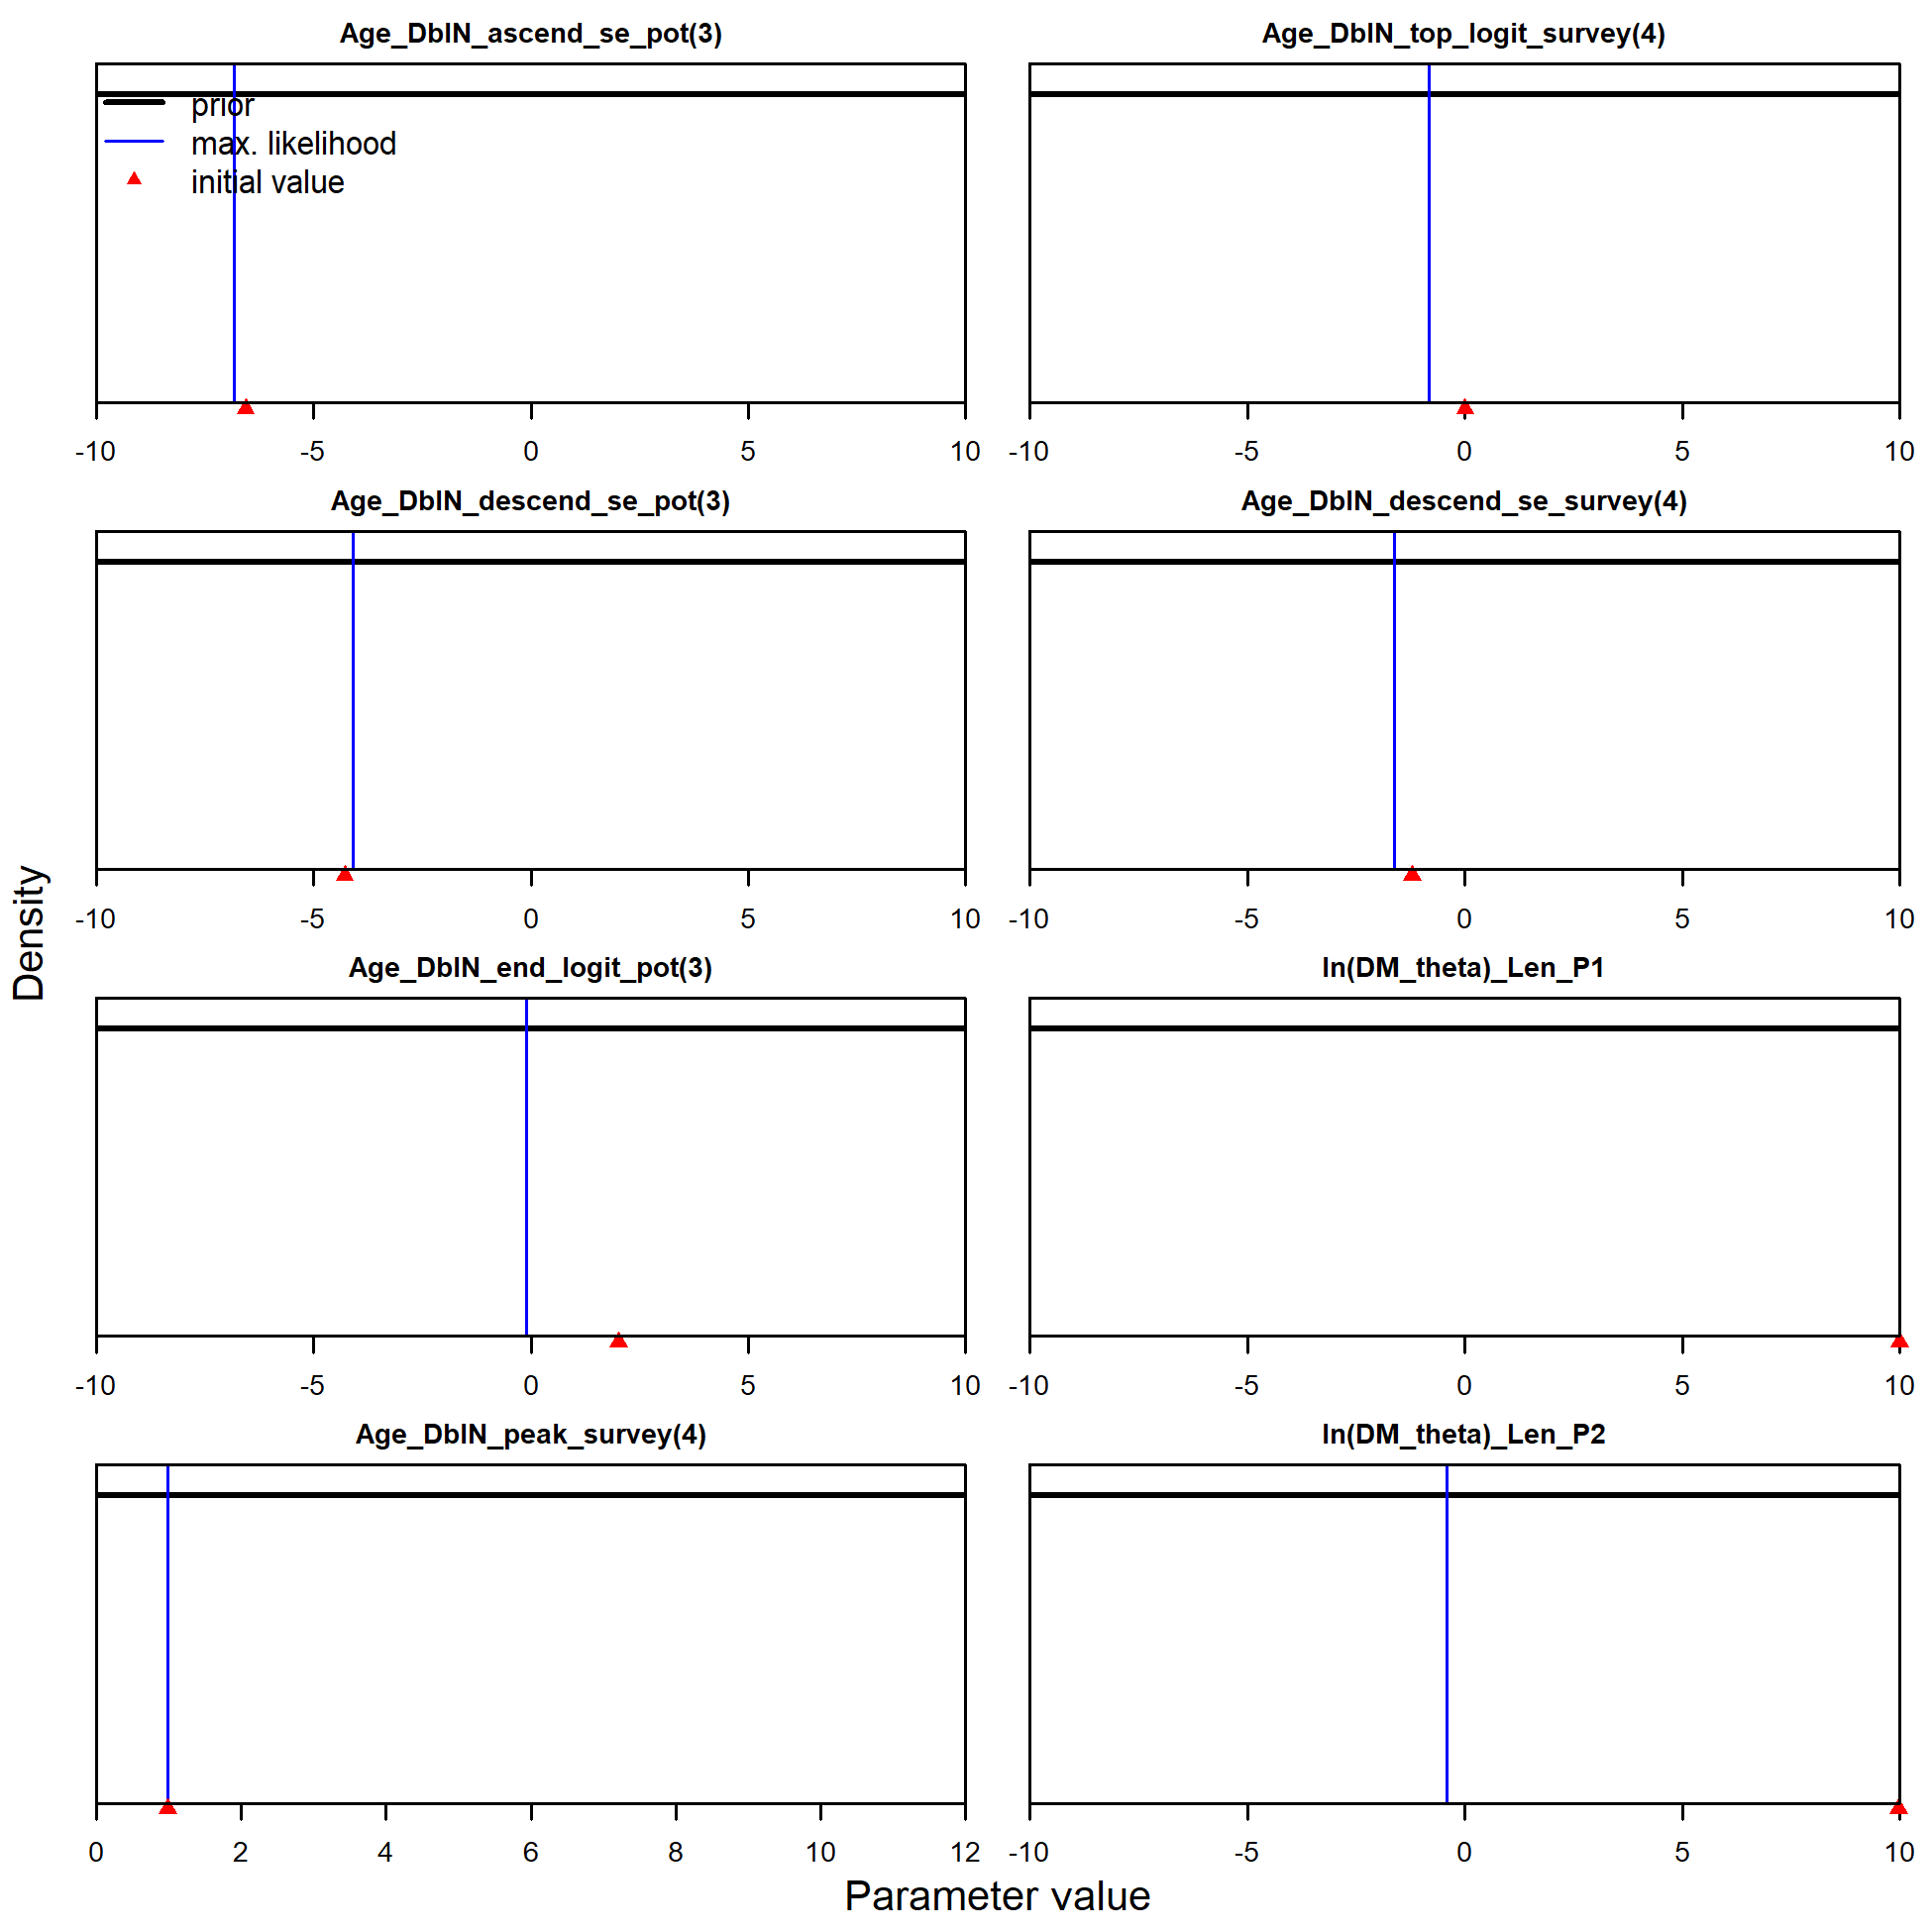 Age_DblN_ascend_se_pot(3)
prior
max. likelihood
initial value
-10 -5 0 5 10
Age_DblN_top_logit_survey(4)
-10 -5 0 5 10
Age_DblN_descend_se_pot(3)
-10 -5 0 5 10
Age_DblN_descend_se_survey(4)
-10 -5 0 5 10
Age_DblN_end_logit_pot(3)
-10 -5 0 5 10
ln(DM_theta)_Len_P1
-10 -5 0 5 10
Age_DblN_peak_survey(4)
0 2 4 6 8 10 12
ln(DM_theta)_Len_P2
-10 -5 0 5 10
Density
Parameter value